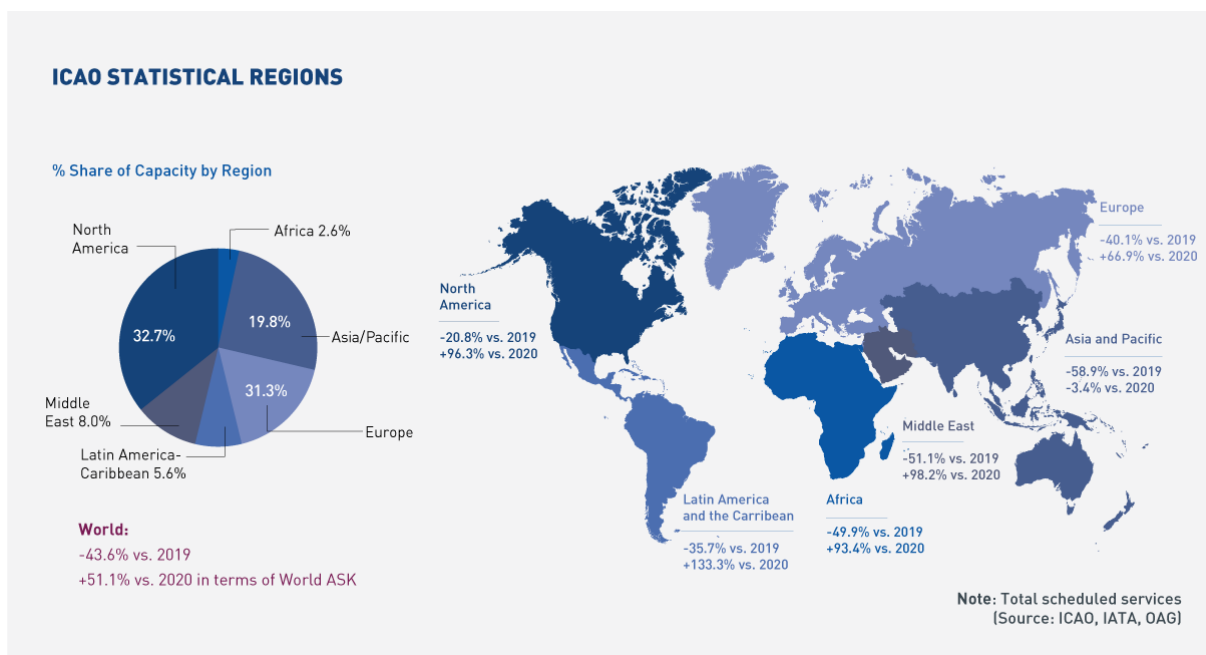 ICAO STATISTICAL REGIONS
% Share of Capacity by Region
North
America
Africa 2.6%
32.7%
19.8%
Asia/Pacific
31.3%
Middle
East 8.0%
Europe
Latin America-
Caribbean 5.6%
World:
-43.6% vs. 2019
+51.1% vs. 2020 in terms of World ASK
North
America
-20.8% vs. 2019
+96.3% vs. 2020
Europe
-40.1% vs. 2019
+66.9% vs. 2020
Asia and Pacific
-58.9% vs. 2019
-3.4% vs. 2020
Middle East
-51.1% vs. 2019
+98.2% vs. 2020
Latin America
and the Carribean
-35.7% vs. 2019
+133.3% vs. 2020
Africa
-49.9% vs. 2019
+93.4% vs. 2020
Note: Total scheduled services
(Source: ICAO, IATA, OAG)